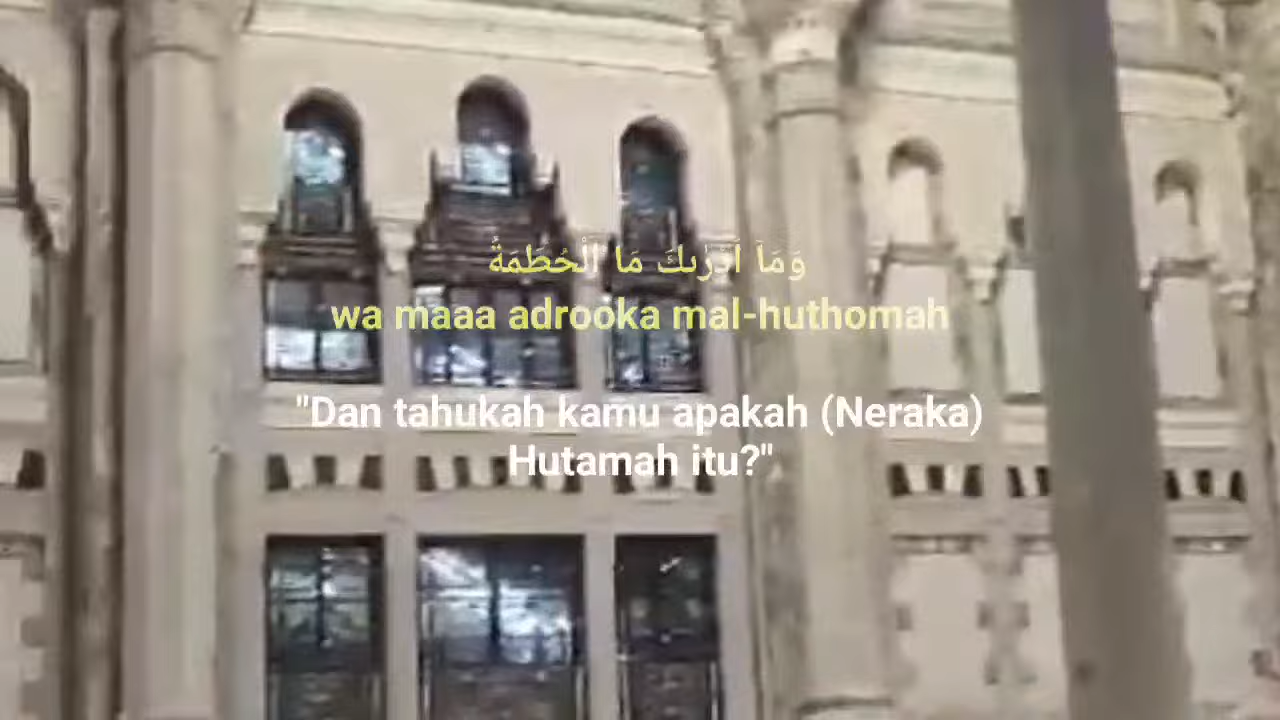 وَمَآ اَدْرٰىكَ مَا الْحُطَمَةُ
wa maaa adrooka mal-huthomah
"Dan tahukah kamu apakah (Neraka)
Hutamah itu?"